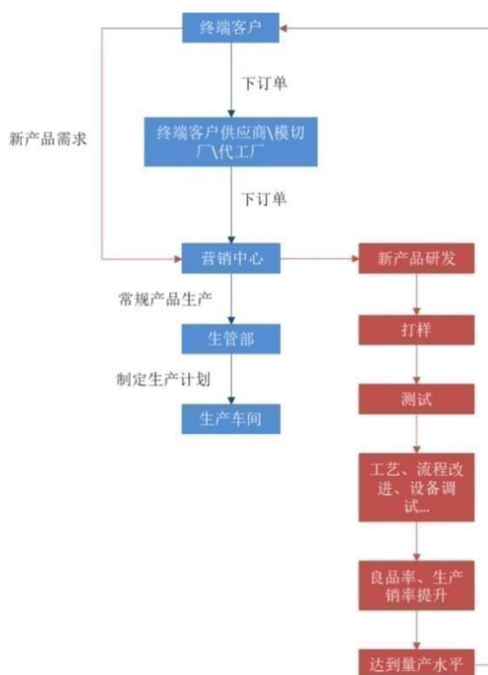 终端客户
下订单
新产品需求
终端客户供应商\模切
厂\代工厂
下订单
营销中心
新产品研发
常规产品生产
打样
生管部
制定生产计划
测试
生产车间
工艺、流程改
进、设备调
试...
良品率、生产
销率提升
达到量产水平